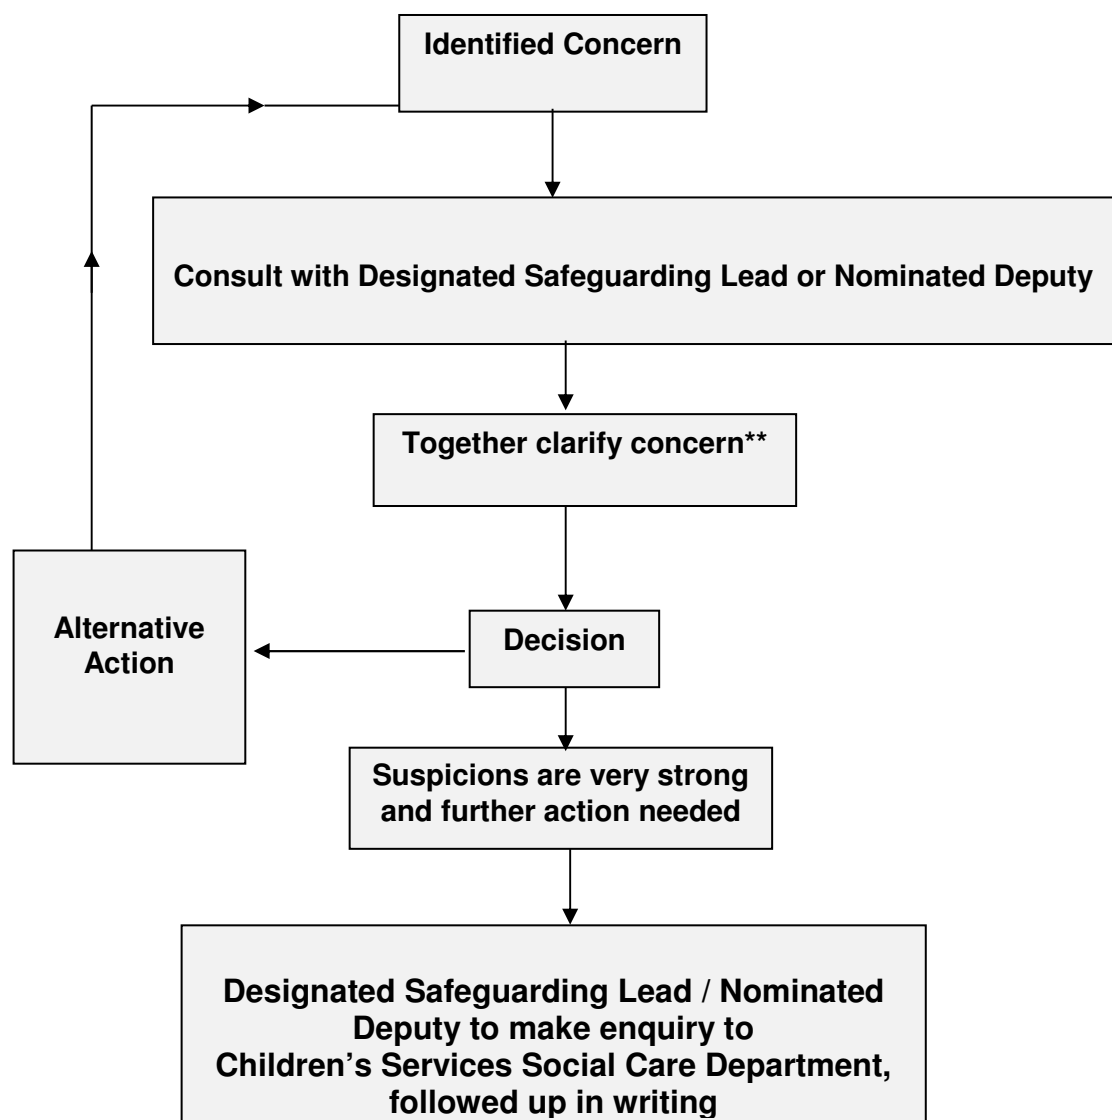 Identified Concern
Consult with Designated Safeguarding Lead or Nominated Deputy
Together clarify concern**
Alternative
Action
Decision
Suspicions are very strong
and further action needed
Designated Safeguarding Lead / Nominated
Deputy to make enquiry to
Children’s Services Social Care Department,
followed up in writing